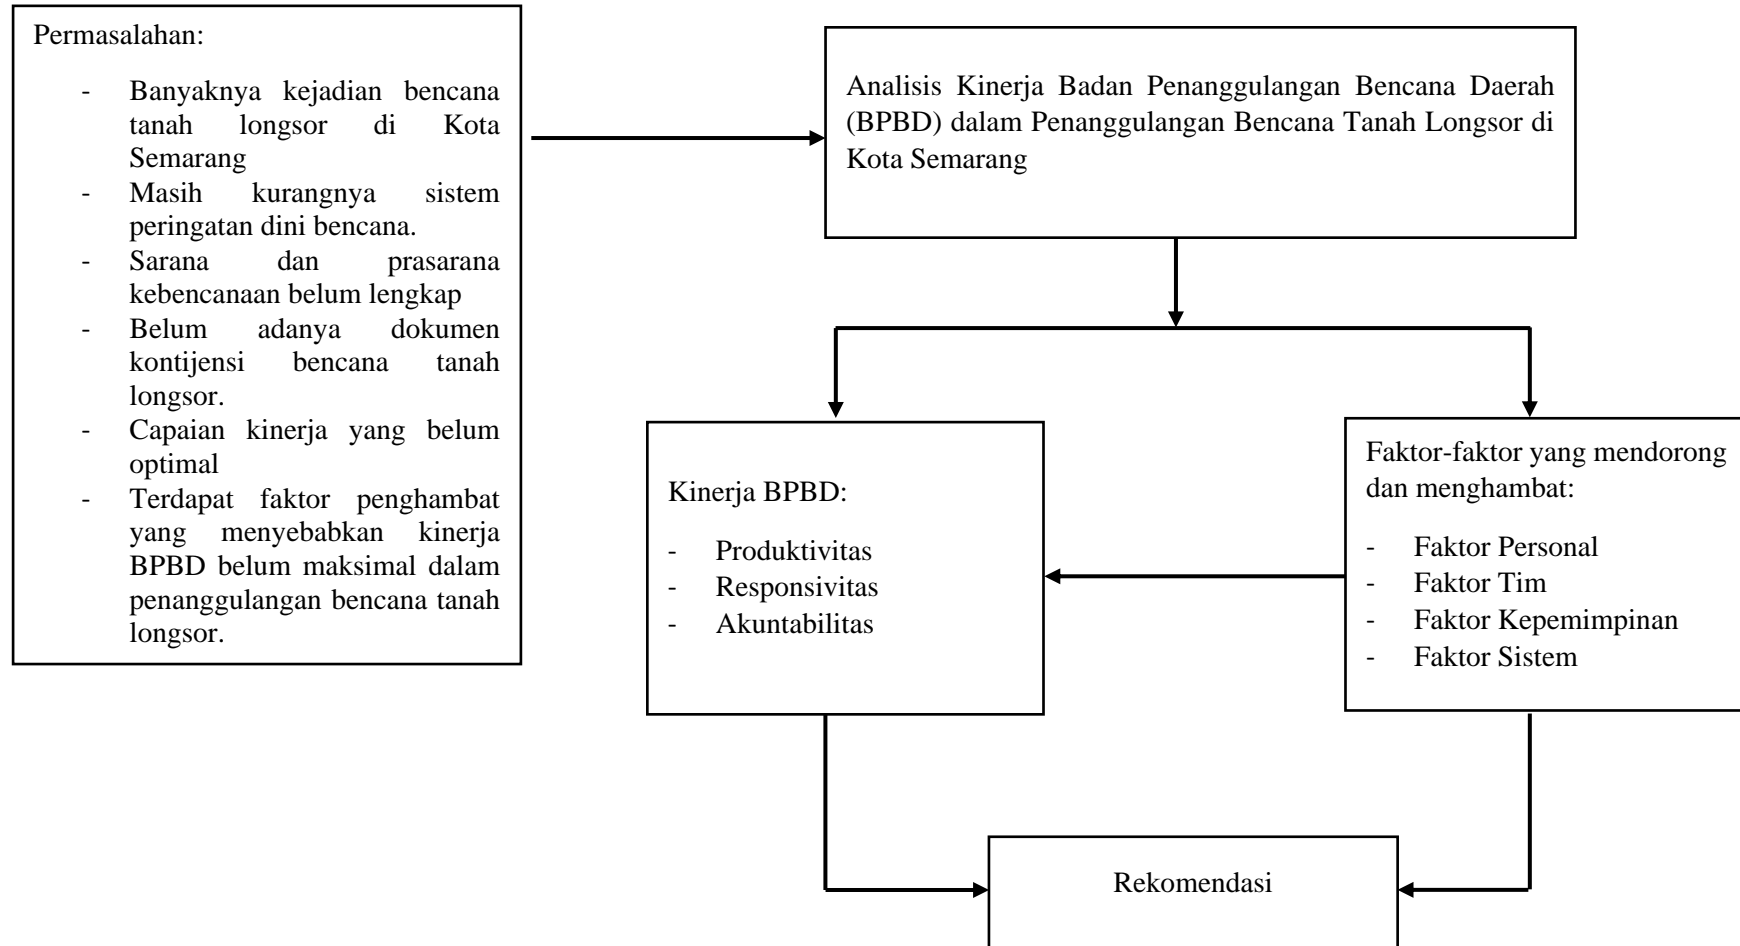 Permasalahan:
- Banyaknya kejadian bencana
tanah longsor di Kota
Semarang
- Masih kurangnya sistem
peringatan dini bencana.
- Sarana dan prasarana
kebencanaan belum lengkap
- Belum adanya dokumen
kontijensi bencana tanah
longsor.
- Capaian kinerja yang belum
optimal
- Terdapat faktor penghambat
yang menyebabkan kinerja
BPBD belum maksimal dalam
penanggulangan bencana tanah
longsor.
Analisis Kinerja Badan Penanggulangan Bencana Daerah
(BPBD) dalam Penanggulangan Bencana Tanah Longsor di
Kota Semarang
Kinerja BPBD:
- Produktivitas
- Responsivitas
- Akuntabilitas
Faktor-faktor yang mendorong
dan menghambat:
- Faktor Personal
- Faktor Tim
- Faktor Kepemimpinan
- Faktor Sistem
Rekomendasi